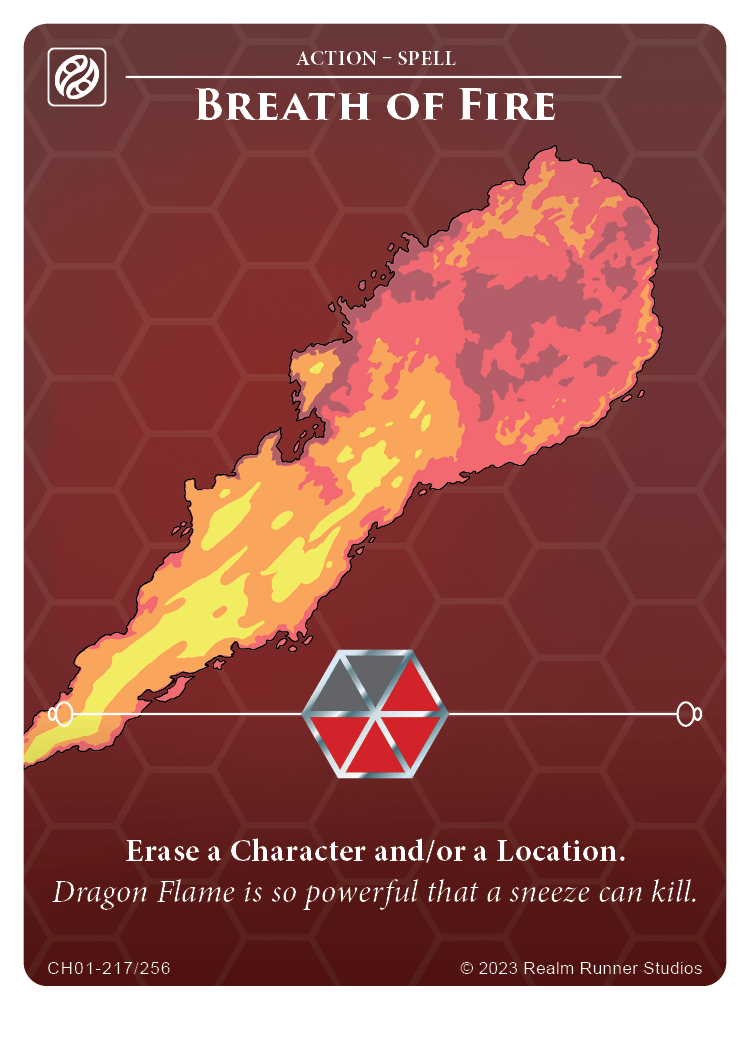 ACTION – SPELL
BREATH OF FIRE
Erase a Character and/or a Location.
Dragon Flame is so powerful that a sneeze can kill.
CH01-217/256
© 2023 Realm Runner Studios